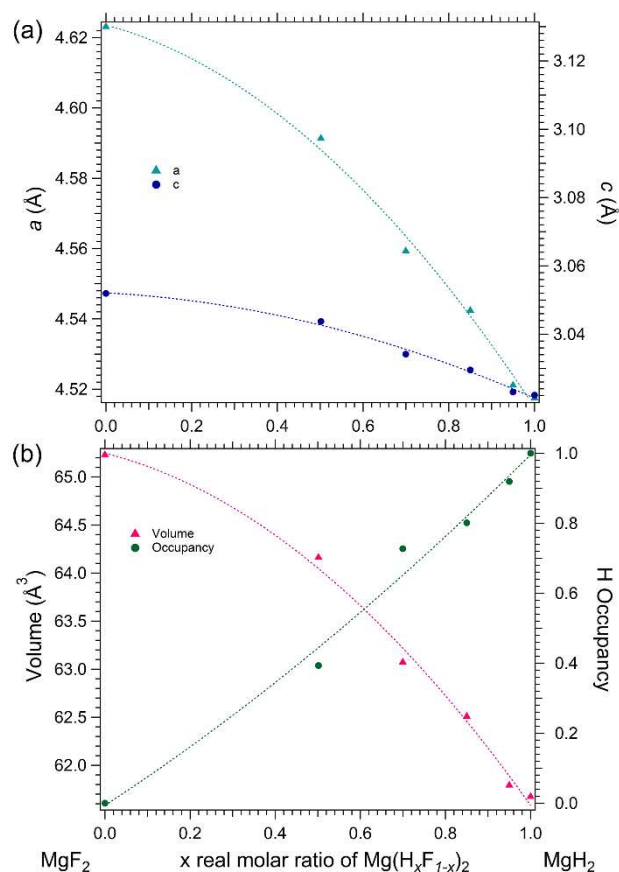 (a)
4.62
4.60
4.58
4.56
4.54
4.52
a (Å)
a
c
3.12
3.10
3.08
3.06
3.04
c (Å)
0.0 0.2 0.4 0.6 0.8 1.0
(b)
65.0
64.5
64.0
63.5
63.0
62.5
62.0
Volume (Å³)
Volume
Occupancy
1.0
0.8
0.6
0.4
0.2
0.0
H Occupancy
0.0 0.2 0.4 0.6 0.8 1.0
MgF₂ x real molar ratio of Mg(HₓF₁₋ₓ)₂ MgH₂